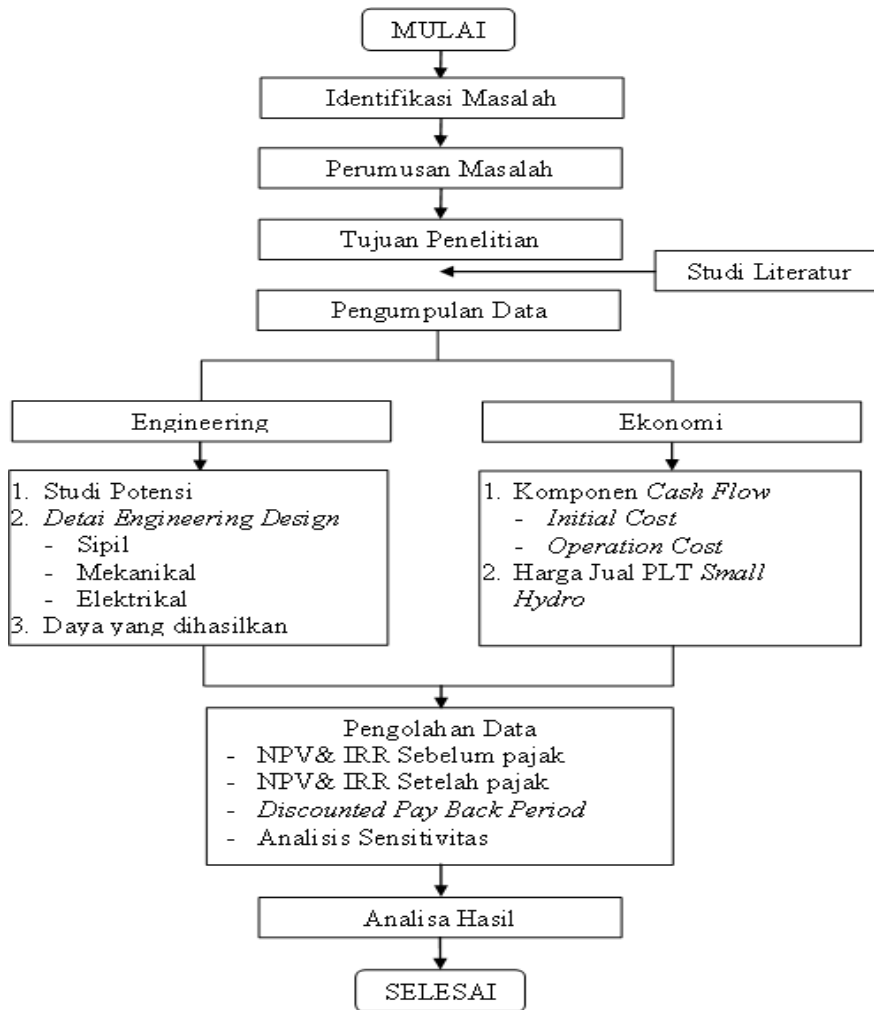 MULAI
Identifikasi Masalah
Perumusan Masalah
Tujuan Penelitian
Studi Literatur
Pengumpulan Data
Engineering
1. Studi Potensi
2. Detai Engineering Design
- Sipil
- Mekanikal
- Elektrikal
3. Daya yang dihasilkan
Ekonomi
1. Komponen Cash Flow
- Initial Cost
- Operation Cost
2. Harga Jual PLT Small
Hydro
Pengolahan Data
- NPV& IRR Sebelum pajak
- NPV& IRR Setelah pajak
- Discounted Pay Back Period
- Analisis Sensitivitas
Analisa Hasil
SELESAI